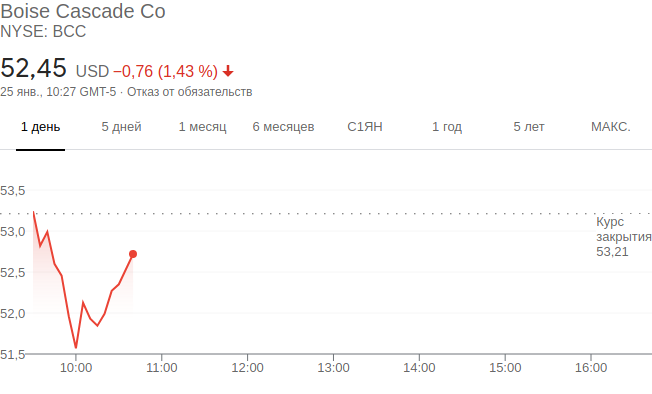 Boise Cascade Co
NYSE: BCC
52,45 USD −0,76 (1,43 %)
25 янв., 10:27 GMT-5 · Отказ от обязательств
1 день 5 дней 1 месяц 6 месяцев С1ЯН 1 год 5 лет МАКС.
53,5
Курс
закрытия
53,21
53,0
52,5
52,0
51,5
10:00 11:00 12:00 13:00 14:00 15:00 16:00